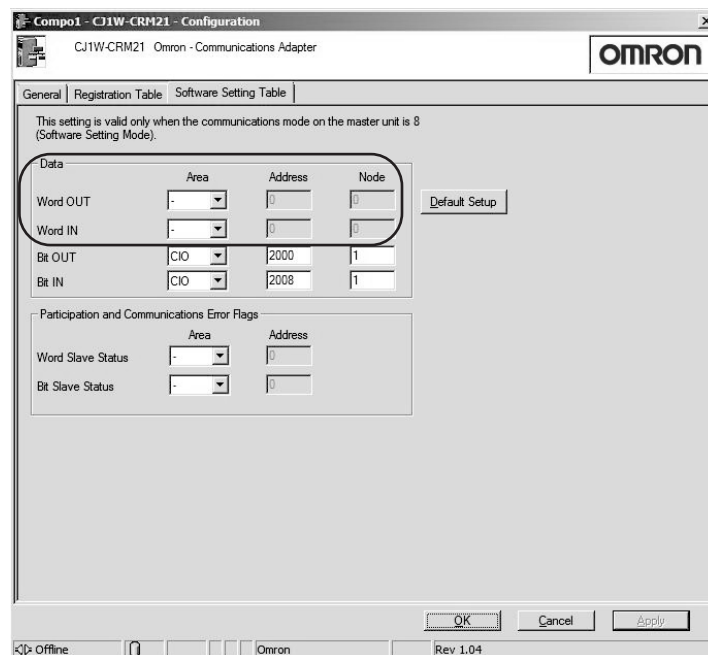 Compo1 - CJ1W-CRM21 - Configuration
CJ1W-CRM21 Omron - Communications Adapter
OMRON
General Registration Table Software Setting Table
This setting is valid only when the communications mode on the master unit is 8
(Software Setting Mode).
Data
Area Address Node
Word OUT - 0 0
Default Setup
Word IN - 0 0
Bit OUT CIO 2000 1
Bit IN CIO 2008 1
Participation and Communications Error Flags
Area Address
Word Slave Status - 0
Bit Slave Status - 0
OK Cancel Apply
Offline Omron Rev 1.04